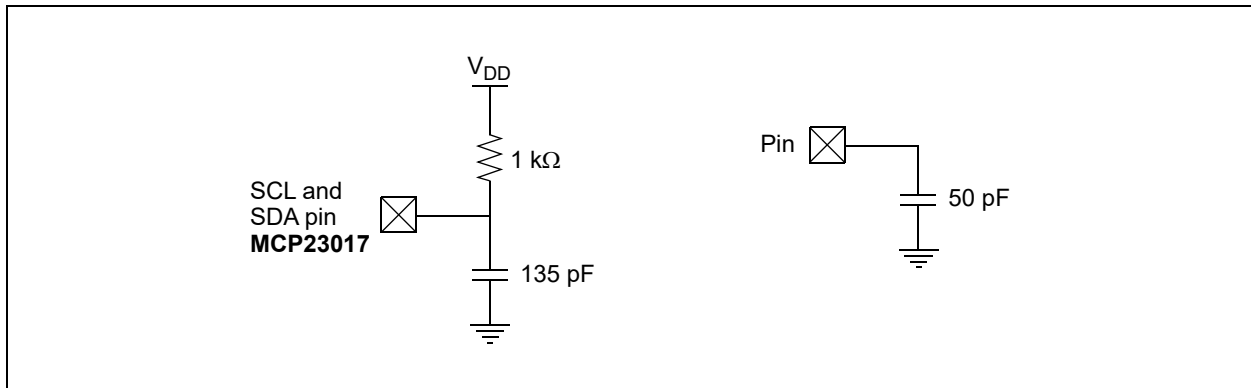 VDD
1 kΩ
SCL and
SDA pin
MCP23017
135 pF
Pin
50 pF